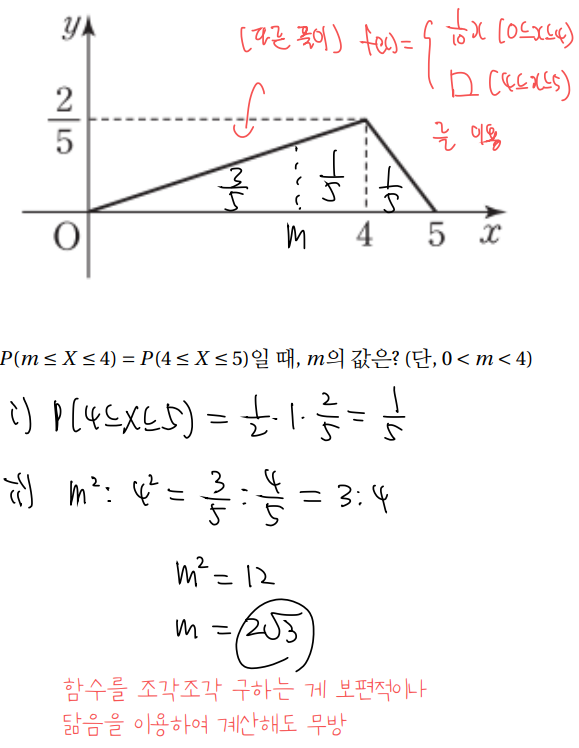 y
(다른 풀이) f(x)= { 1/10 x (0≤x≤4)
□ (4≤x≤5)
를 이용
2/5
3/5 1/5 1/5
O m 4 5 x
P(m ≤ X ≤ 4) = P(4 ≤ X ≤ 5)일 때, m의 값은? (단, 0 < m < 4)
i) P(4≤X≤5) = 1/2 · 1 · 2/5 = 1/5
ii) m² : 4² = 3/5 : 4/5 = 3 : 4
m² = 12
m = 2√3
함수를 조각조각 구하는 게 보편적이나
닮음을 이용하여 계산해도 무방